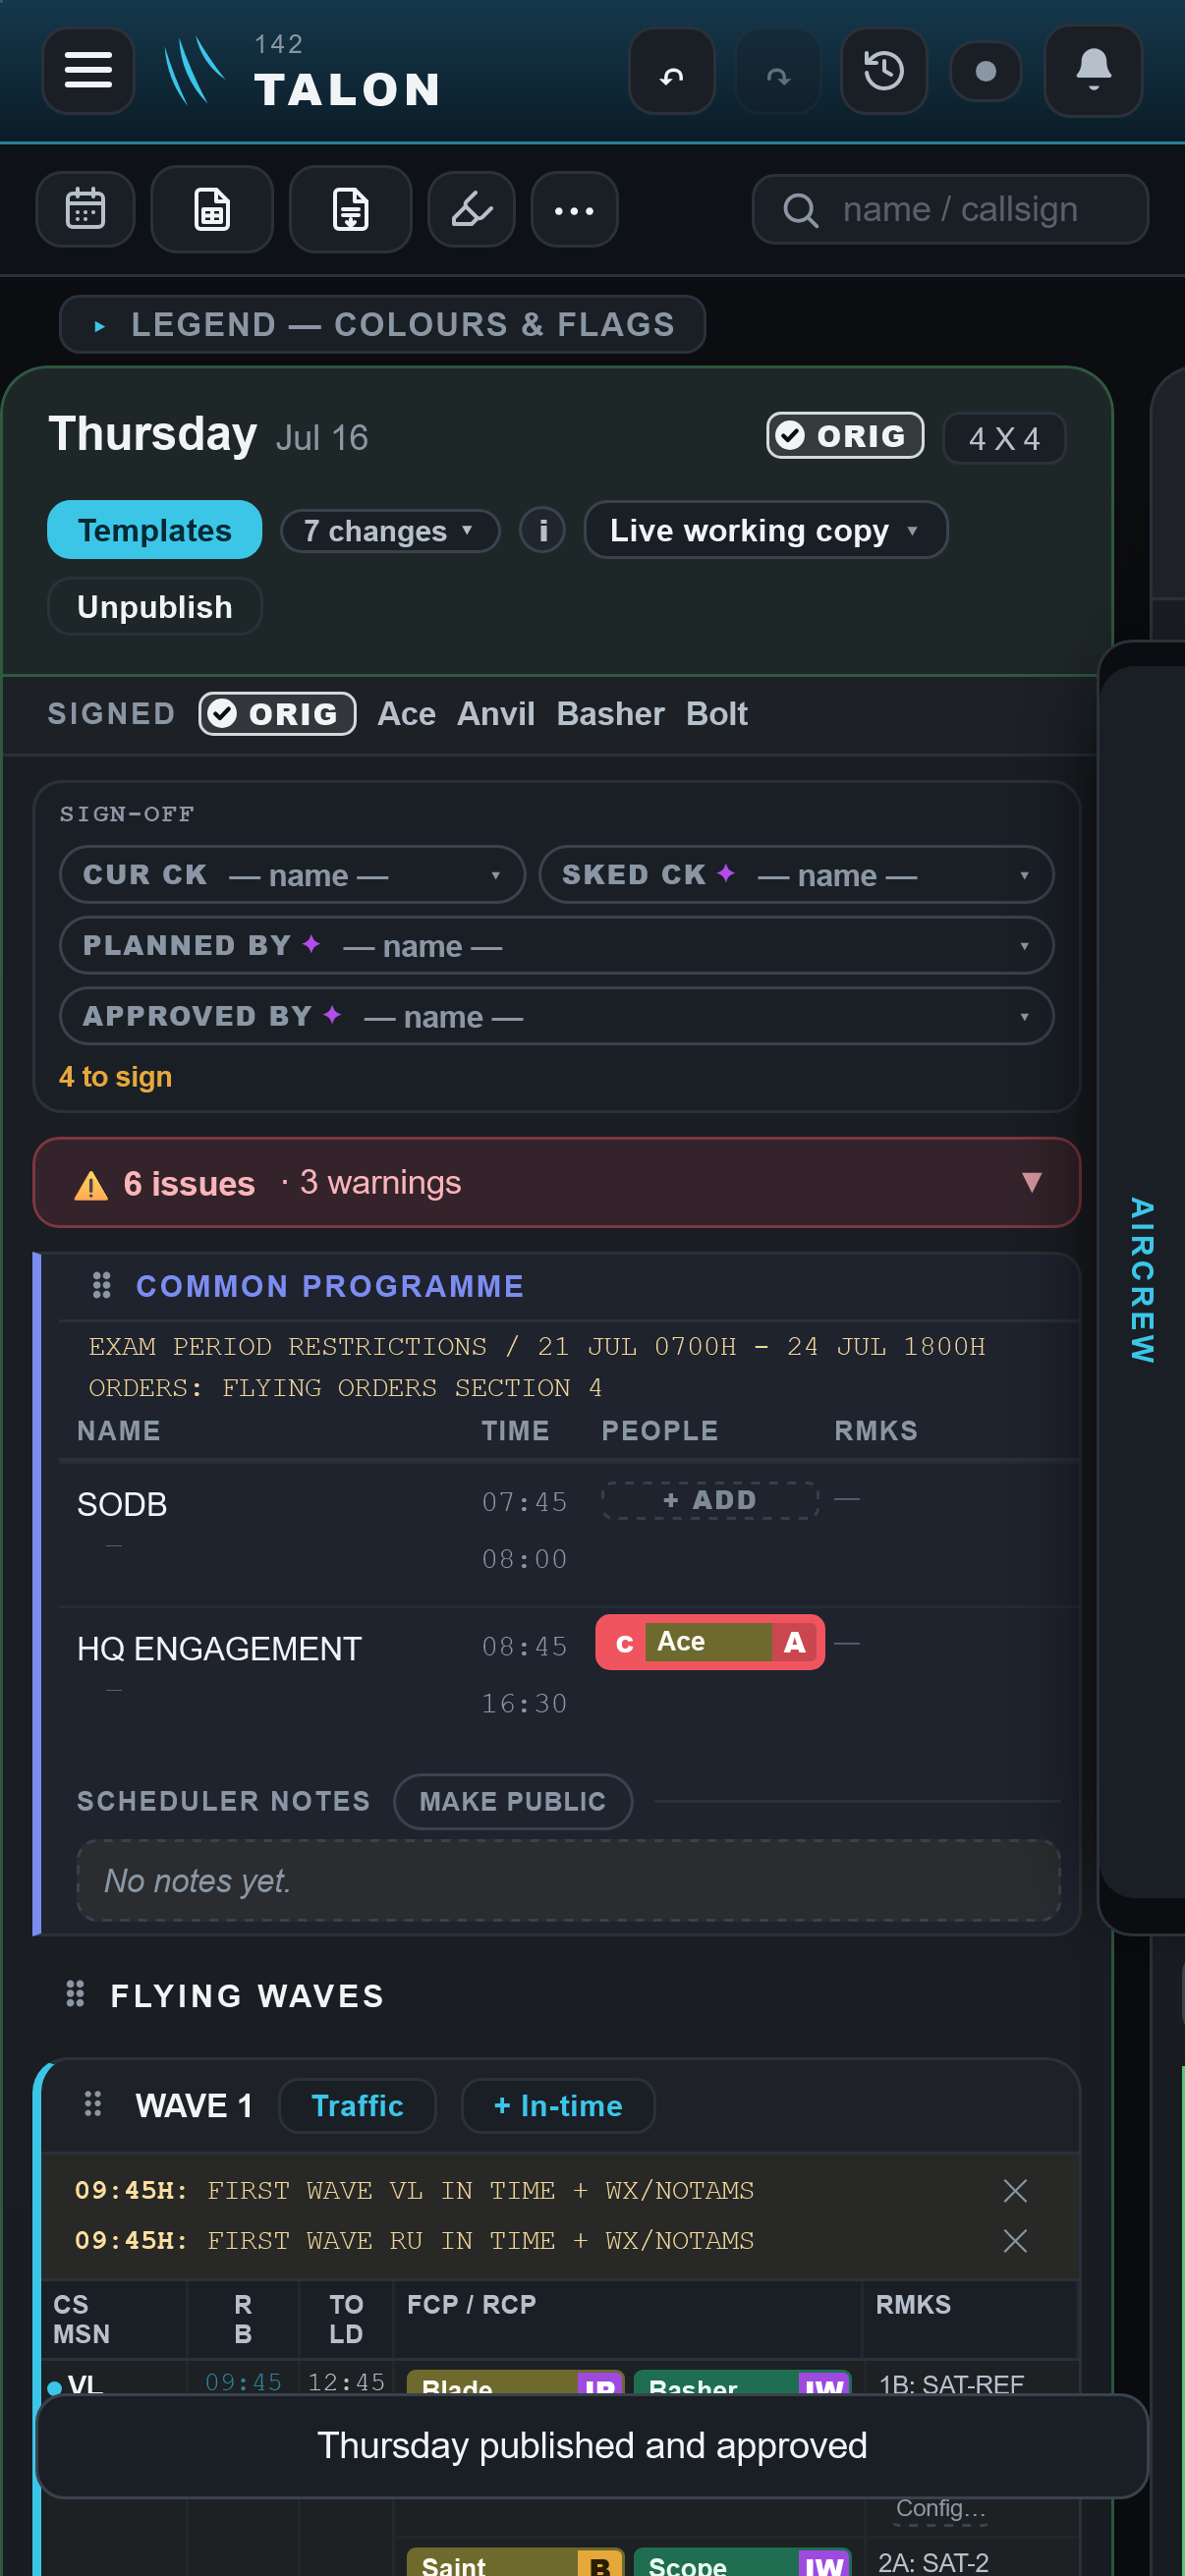 142
TALON
name / callsign
LEGEND — COLOURS & FLAGS
Thursday Jul 16 ORIG 4 X 4
Templates 7 changes i Live working copy
Unpublish
SIGNED ORIG Ace Anvil Basher Bolt
SIGN-OFF
CUR CK — name — SKED CK — name —
PLANNED BY — name —
APPROVED BY — name —
4 to sign
6 issues · 3 warnings
AIRCREW
COMMON PROGRAMME
EXAM PERIOD RESTRICTIONS / 21 JUL 0700H - 24 JUL 1800H
ORDERS: FLYING ORDERS SECTION 4
NAME TIME PEOPLE RMKS
SODB 07:45 + ADD —
— 08:00
HQ ENGAGEMENT 08:45 C Ace A —
— 16:30
SCHEDULER NOTES MAKE PUBLIC
No notes yet.
FLYING WAVES
WAVE 1 Traffic + In-time
09:45H: FIRST WAVE VL IN TIME + WX/NOTAMS
09:45H: FIRST WAVE RU IN TIME + WX/NOTAMS
CS R TO FCP / RCP RMKS
MSN B LD
VL 09:45 12:45 Blade IP Basher IW 1B: SAT-REF
Thursday published and approved
Config...
Saint B Scope IW 2A: SAT-2